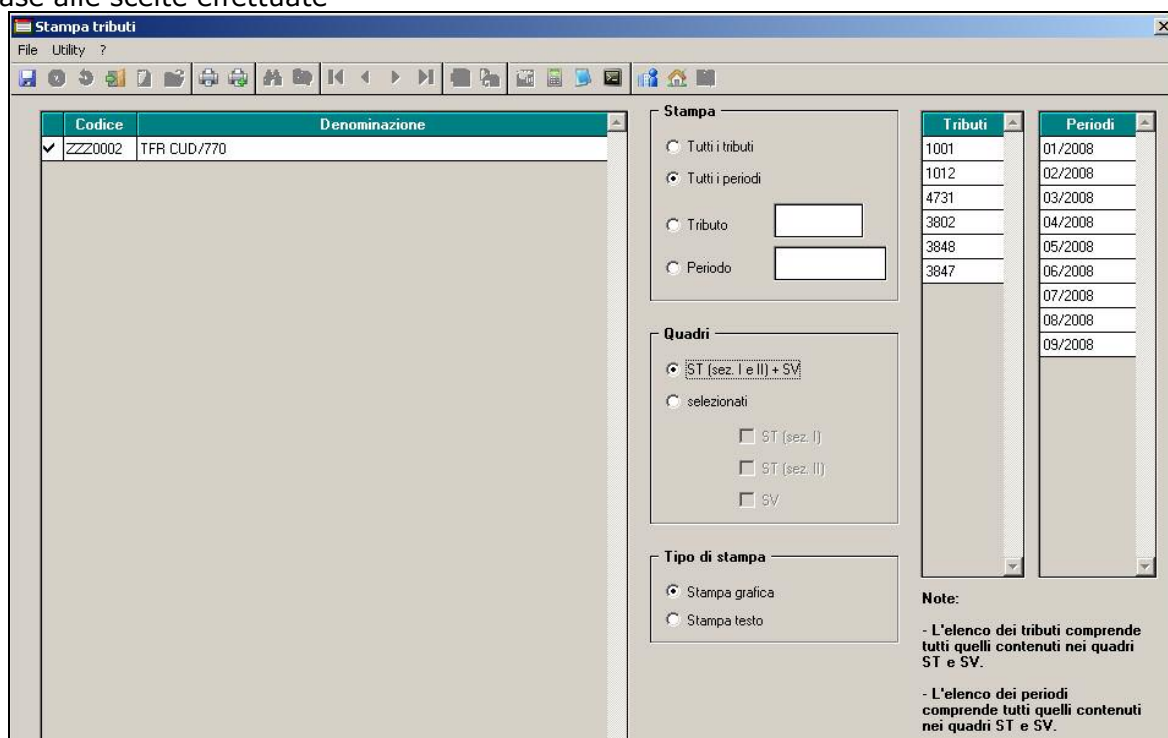 ase alle scelte effettuate
Stampa tributi
File Utility ?
Codice Denominazione
ZZZ0002 TFR CUD/770
Stampa
Tutti i tributi
Tutti i periodi
Tributo
Periodo
Quadri
ST (sez. I e II) + SV
selezionati
ST (sez. I)
ST (sez. II)
SV
Tipo di stampa
Stampa grafica
Stampa testo
Tributi
1001
1012
4731
3802
3848
3847
Periodi
01/2008
02/2008
03/2008
04/2008
05/2008
06/2008
07/2008
08/2008
09/2008
Note:
- L'elenco dei tributi comprende
tutti quelli contenuti nei quadri
ST e SV.
- L'elenco dei periodi
comprende tutti quelli contenuti
nei quadri ST e SV.